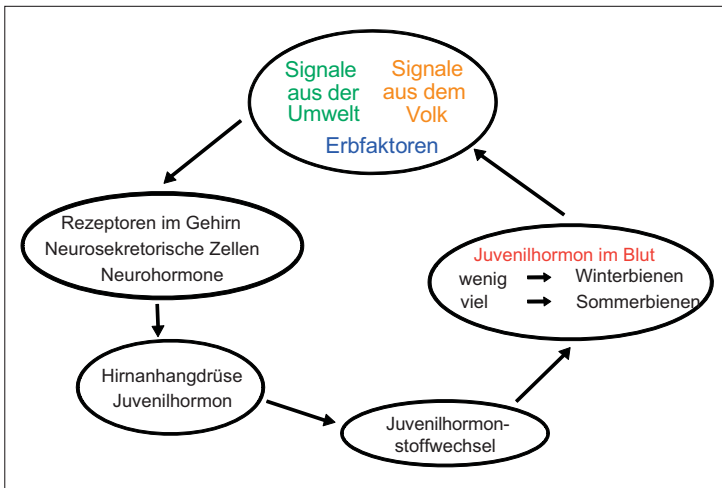 Signale
aus der
Umwelt
Signale
aus dem
Volk
Erbfaktoren
Rezeptoren im Gehirn
Neurosekretorische Zellen
Neurohormone
Hirnanhangdrüse
Juvenilhormon
Juvenilhormon-
stoffwechsel
Juvenilhormon im Blut
wenig → Winterbienen
viel → Sommerbienen